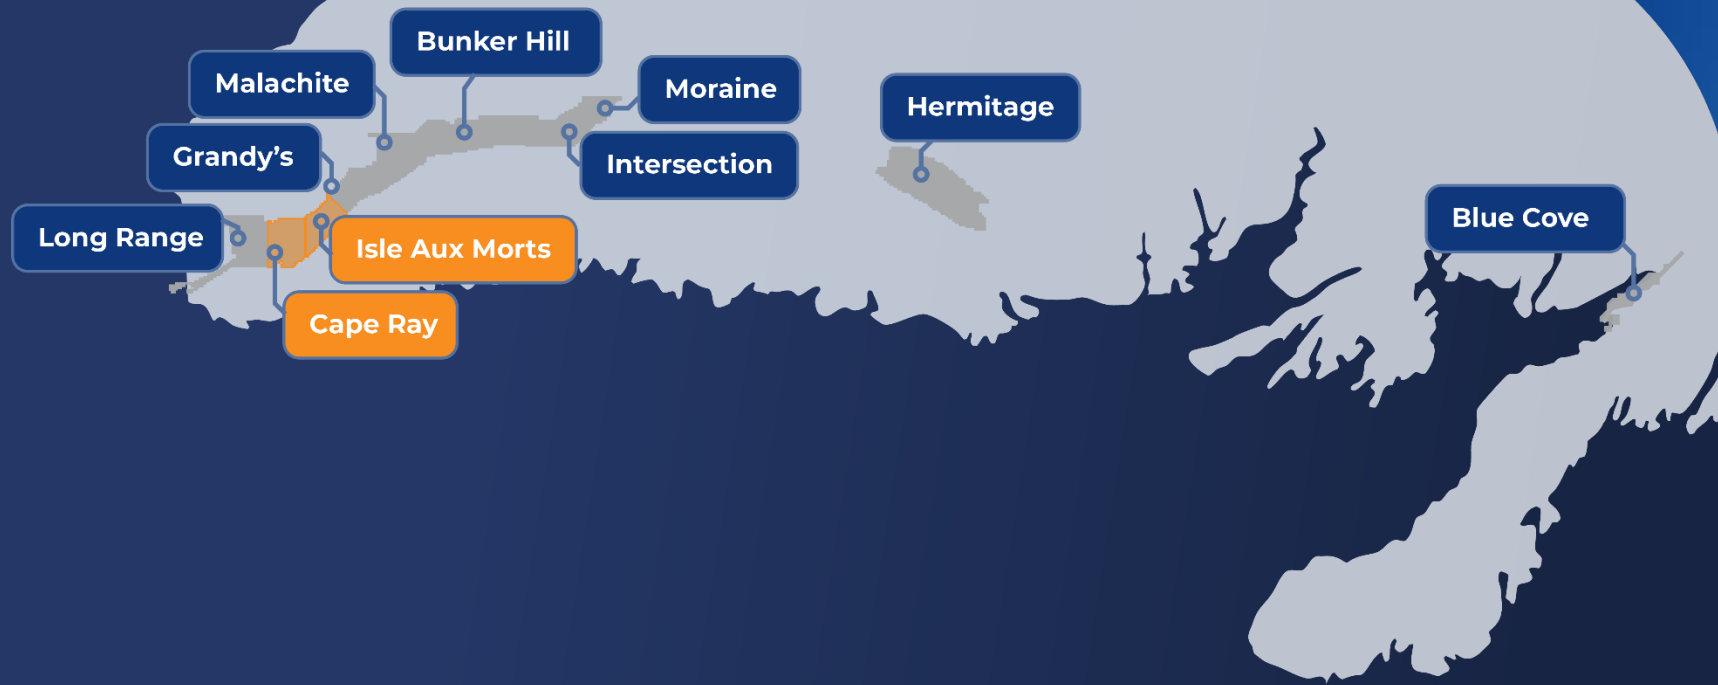 Bunker Hill
Malachite
Moraine
Hermitage
Grandy’s
Intersection
Long Range
Isle Aux Morts
Blue Cove
Cape Ray